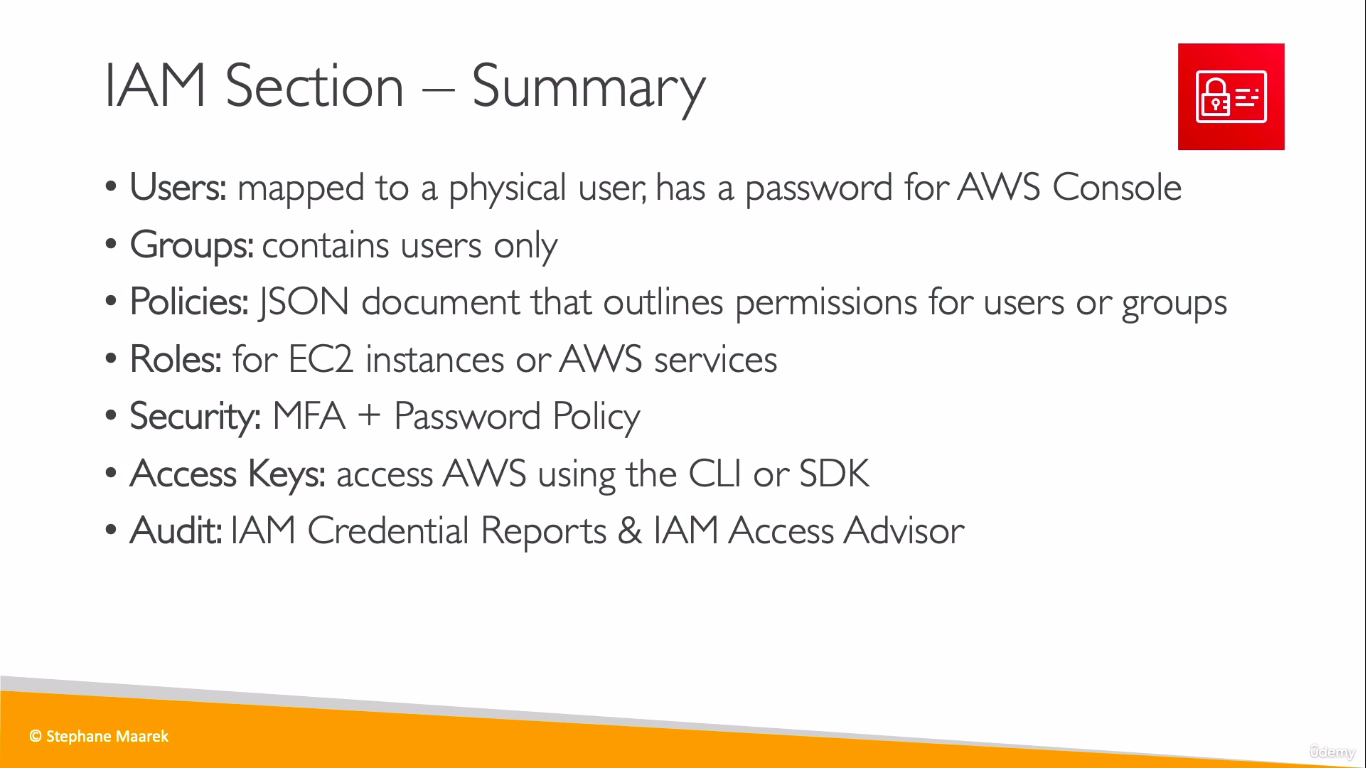 IAM Section – Summary
• Users: mapped to a physical user, has a password for AWS Console
• Groups: contains users only
• Policies: JSON document that outlines permissions for users or groups
• Roles: for EC2 instances or AWS services
• Security: MFA + Password Policy
• Access Keys: access AWS using the CLI or SDK
• Audit: IAM Credential Reports & IAM Access Advisor
© Stephane Maarek
ûdemy